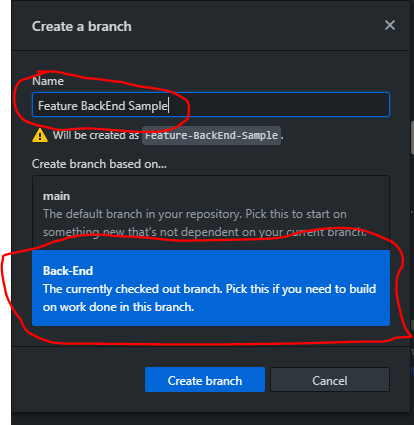 Create a branch
Name
Feature BackEnd Sample
Will be created as Feature-BackEnd-Sample.
Create branch based on...
main
The default branch in your repository. Pick this to start on
something new that's not dependent on your current branch.
Back-End
The currently checked out branch. Pick this if you need to build
on work done in this branch.
Create branch
Cancel